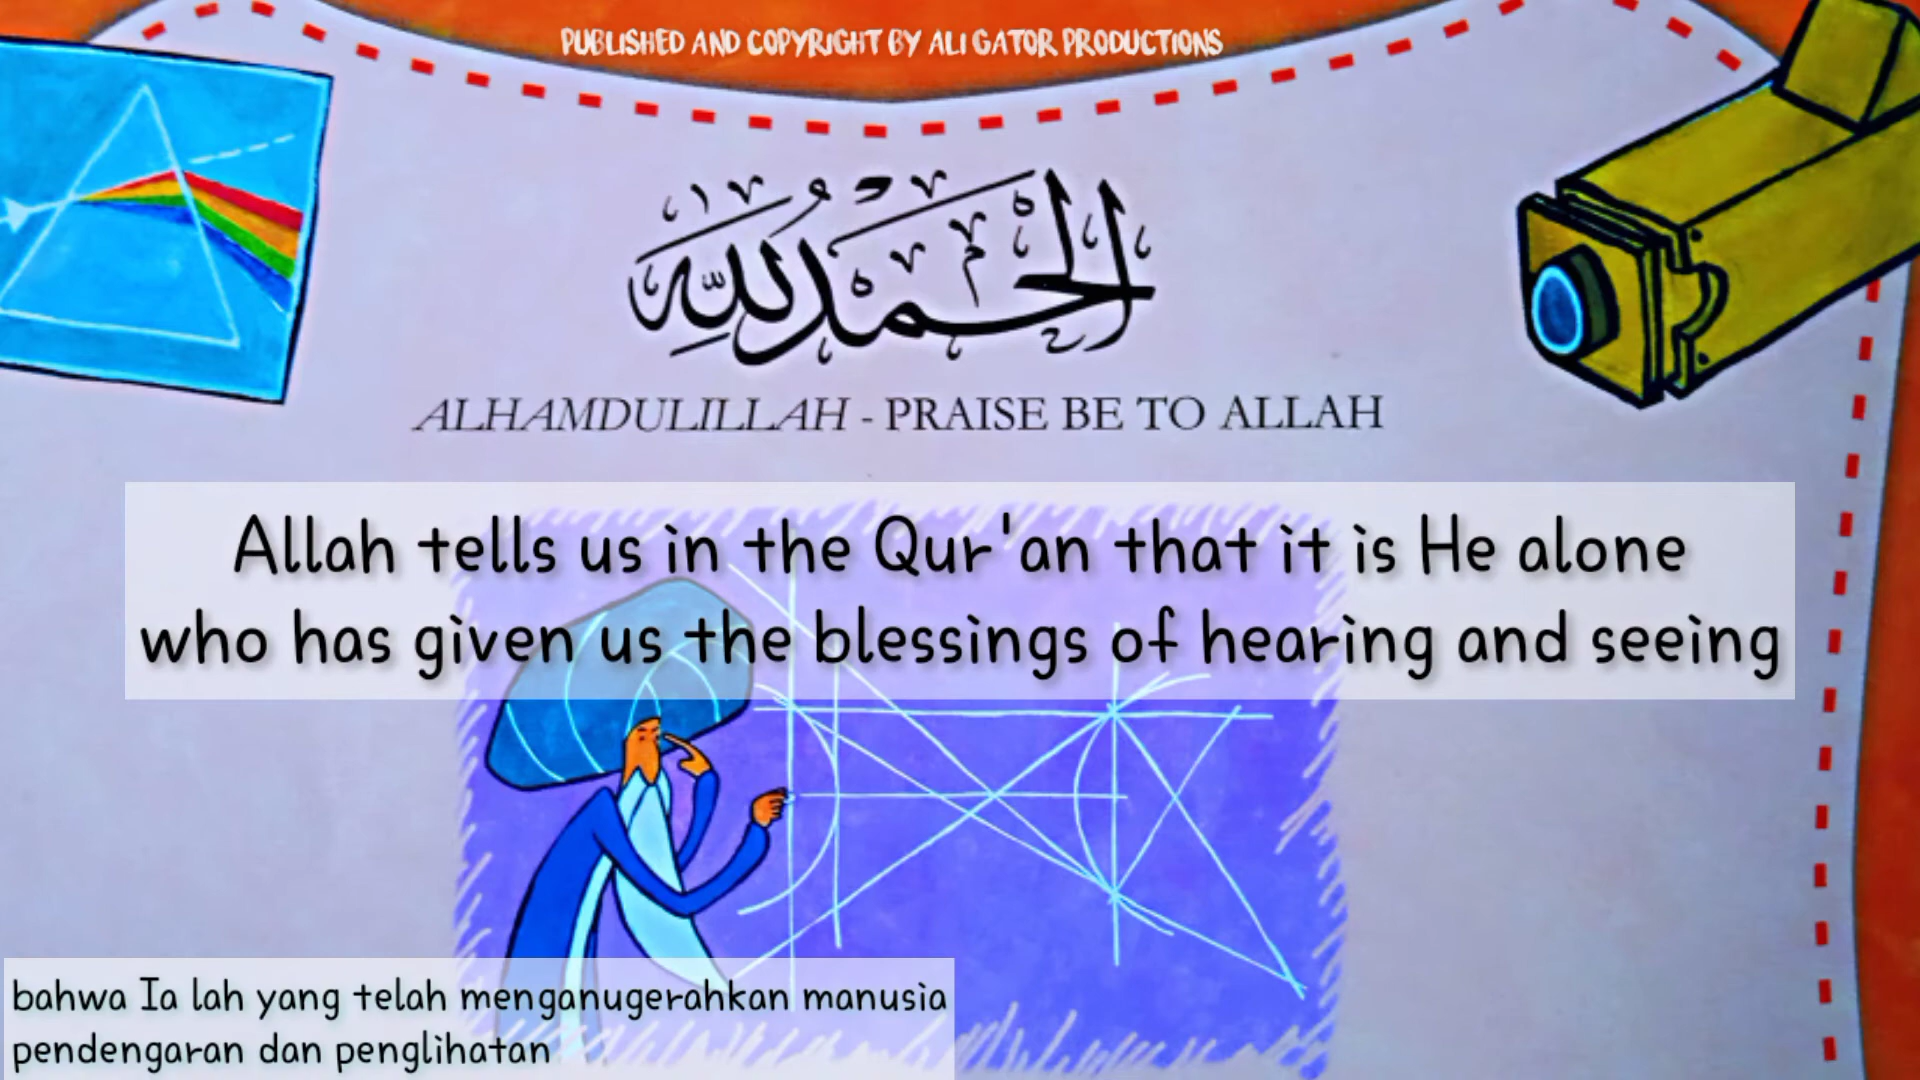 PUBLISHED AND COPYRIGHT BY ALI GATOR PRODUCTIONS
الْحَمْدُ لِلَّهِ
ALHAMDULILLAH - PRAISE BE TO ALLAH
Allah tells us in the Qur'an that it is He alone
who has given us the blessings of hearing and seeing
bahwa Ia lah yang telah menganugerahkan manusia
pendengaran dan penglihatan